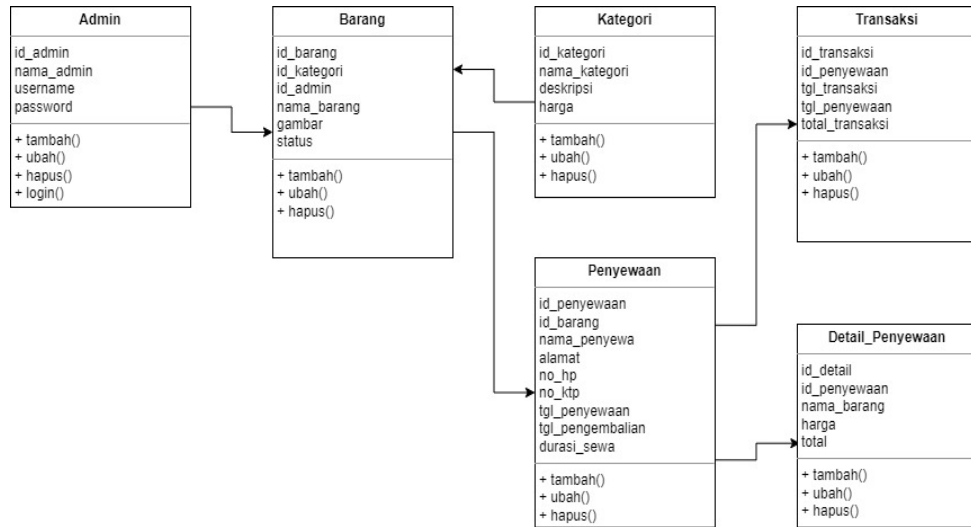 Admin
id_admin
nama_admin
username
password
+ tambah()
+ ubah()
+ hapus()
+ login()
Barang
id_barang
id_kategori
id_admin
nama_barang
gambar
status
+ tambah()
+ ubah()
+ hapus()
Kategori
id_kategori
nama_kategori
deskripsi
harga
+ tambah()
+ ubah()
+ hapus()
Transaksi
id_transaksi
id_penyewaan
tgl_transaksi
tgl_penyewaan
total_transaksi
+ tambah()
+ ubah()
+ hapus()
Penyewaan
id_penyewaan
id_barang
nama_penyewa
alamat
no_hp
no_ktp
tgl_penyewaan
tgl_pengembalian
durasi_sewa
+ tambah()
+ ubah()
+ hapus()
Detail_Penyewaan
id_detail
id_penyewaan
nama_barang
harga
total
+ tambah()
+ ubah()
+ hapus()